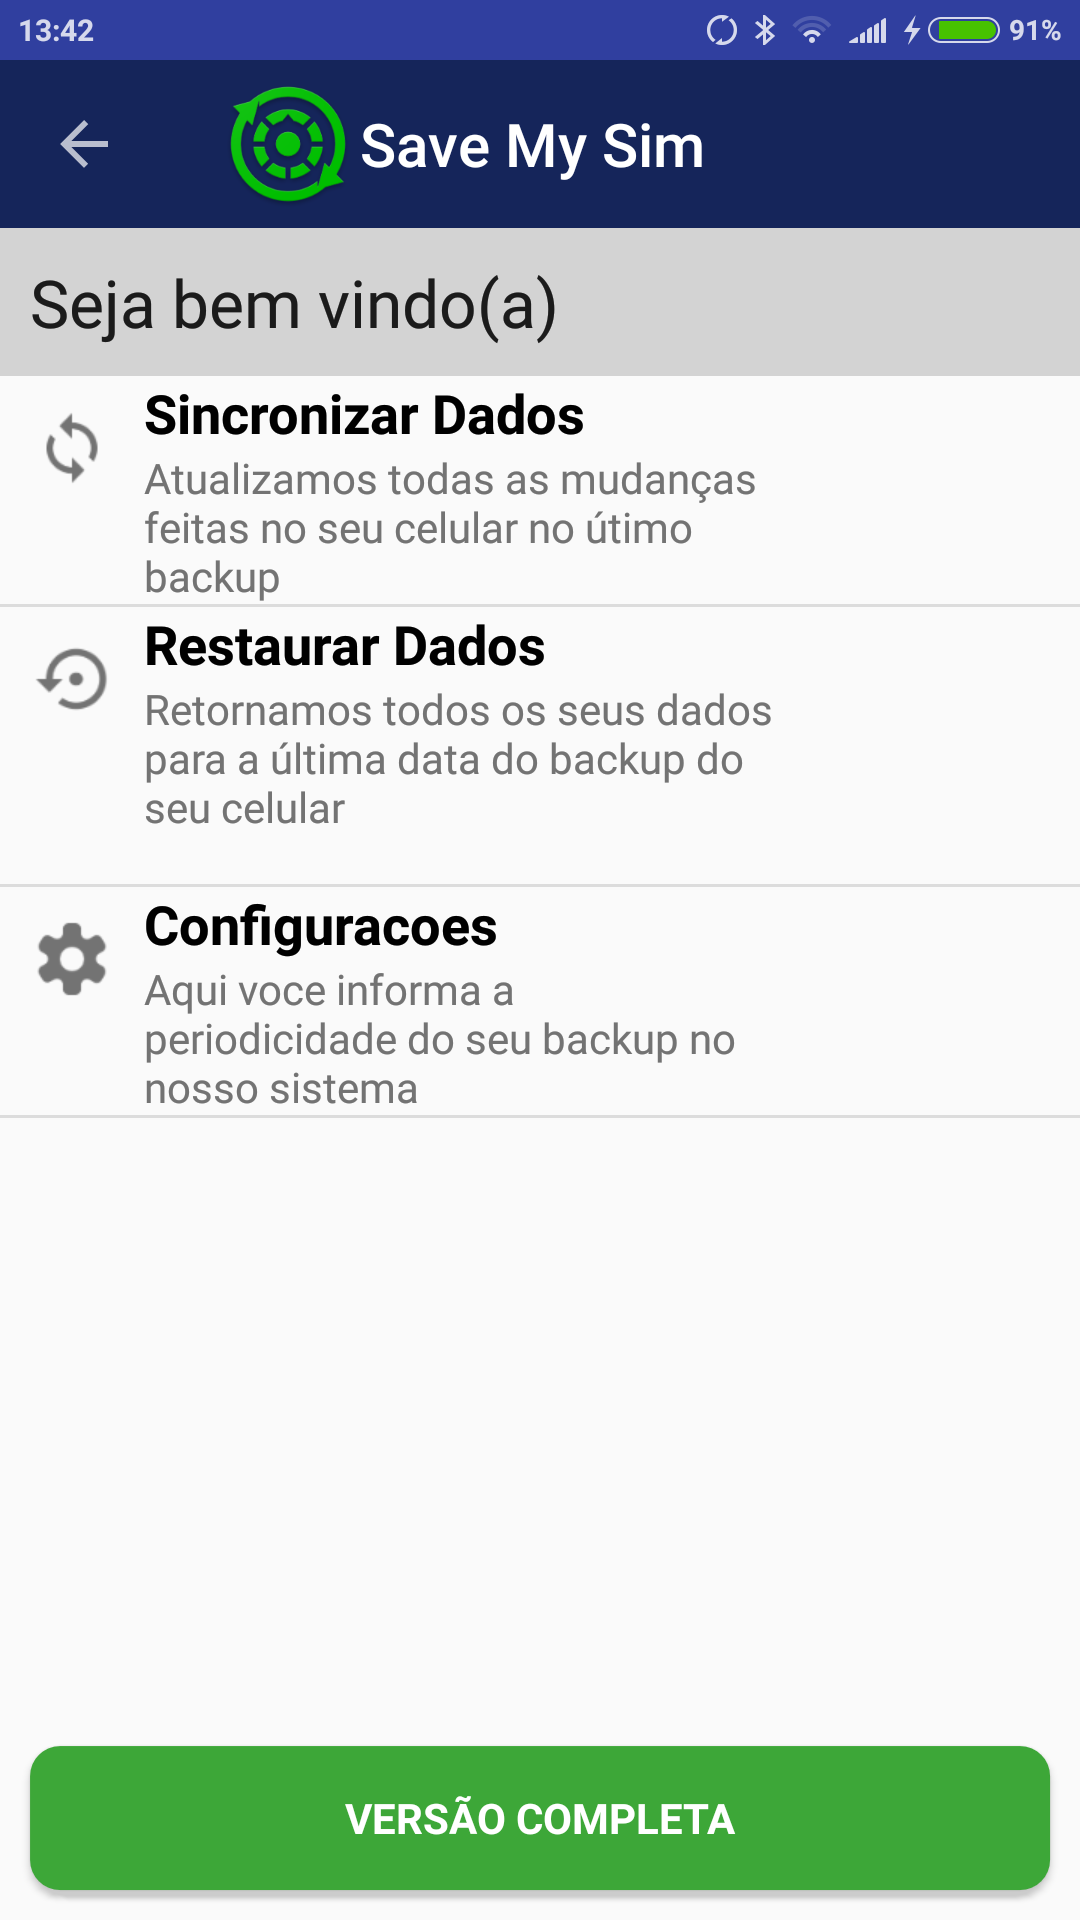 13:42 91%
Save My Sim
Seja bem vindo(a)
Sincronizar Dados
Atualizamos todas as mudanças
feitas no seu celular no útimo
backup
Restaurar Dados
Retornamos todos os seus dados
para a última data do backup do
seu celular
Configuracoes
Aqui voce informa a
periodicidade do seu backup no
nosso sistema
VERSÃO COMPLETA